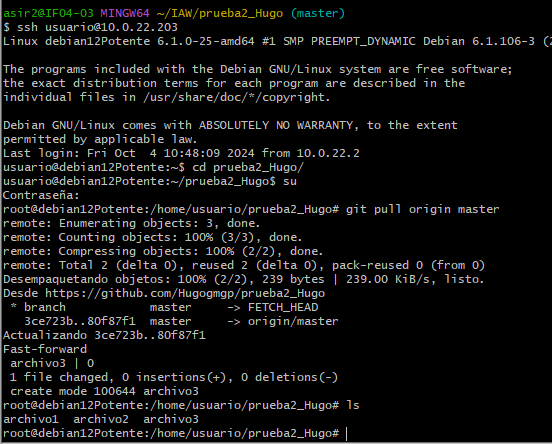 asir2@IFO4-03 MINGW64 ~/IAW/prueba2_Hugo (master)
$ ssh usuario@10.0.22.203
Linux debian12Potente 6.1.0-25-amd64 #1 SMP PREEMPT_DYNAMIC Debian 6.1.106-3 (2
The programs included with the Debian GNU/Linux system are free software;
the exact distribution terms for each program are described in the
individual files in /usr/share/doc/*/copyright.
Debian GNU/Linux comes with ABSOLUTELY NO WARRANTY, to the extent
permitted by applicable law.
Last login: Fri Oct  4 10:48:09 2024 from 10.0.22.2
usuario@debian12Potente:~$ cd prueba2_Hugo/
usuario@debian12Potente:~/prueba2_Hugo$ su
Contraseña:
root@debian12Potente:/home/usuario/prueba2_Hugo# git pull origin master
remote: Enumerating objects: 3, done.
remote: Counting objects: 100% (3/3), done.
remote: Compressing objects: 100% (2/2), done.
remote: Total 2 (delta 0), reused 2 (delta 0), pack-reused 0 (from 0)
Desempaquetando objetos: 100% (2/2), 239 bytes | 239.00 KiB/s, listo.
Desde https://github.com/Hugogmgp/prueba2_Hugo
 * branch            master     -> FETCH_HEAD
   3ce723b..80f87f1  master     -> origin/master
Actualizando 3ce723b..80f87f1
Fast-forward
 archivo3 | 0
 1 file changed, 0 insertions(+), 0 deletions(-)
 create mode 100644 archivo3
root@debian12Potente:/home/usuario/prueba2_Hugo# ls
archivo1  archivo2  archivo3
root@debian12Potente:/home/usuario/prueba2_Hugo#